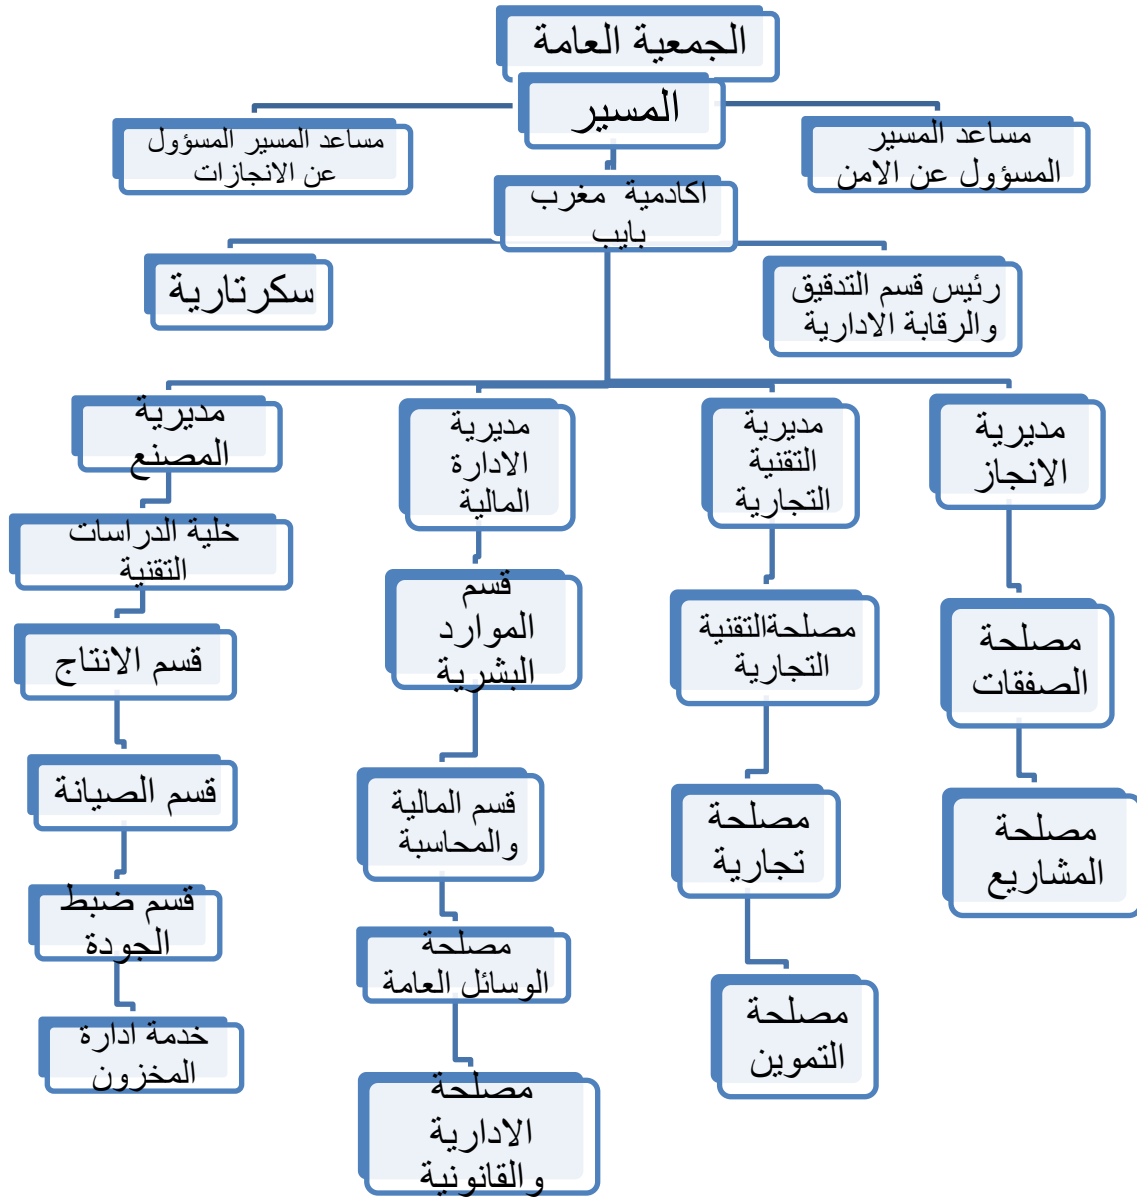 الجمعية العامة
المسير
مساعد المسير
المسؤول عن الامن
مساعد المسير المسؤول
عن الانجازات
اكادمية مغرب
بايب
رئيس قسم التدقيق
والرقابة الادارية
سكرتارية
مديرية
الانجاز
مديرية
التقنية
التجارية
مديرية
الادارة
المالية
مديرية
المصنع
خلية الدراسات
التقنية
مصلحة
الصفقات
مصلحةالتقنية
التجارية
قسم
الموارد
البشرية
قسم الانتاج
مصلحة
المشاريع
مصلحة
تجارية
قسم المالية
والمحاسبة
قسم الصيانة
قسم ضبط
الجودة
مصلحة
الوسائل العامة
مصلحة
التموين
خدمة ادارة
المخزون
مصلحة
الادارية
والقانونية